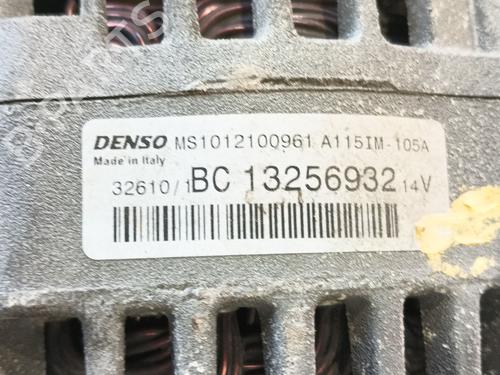 DENSO MS1012100961 A115IM-105A
Made in Italy
32610/1 BC 13256932 14V